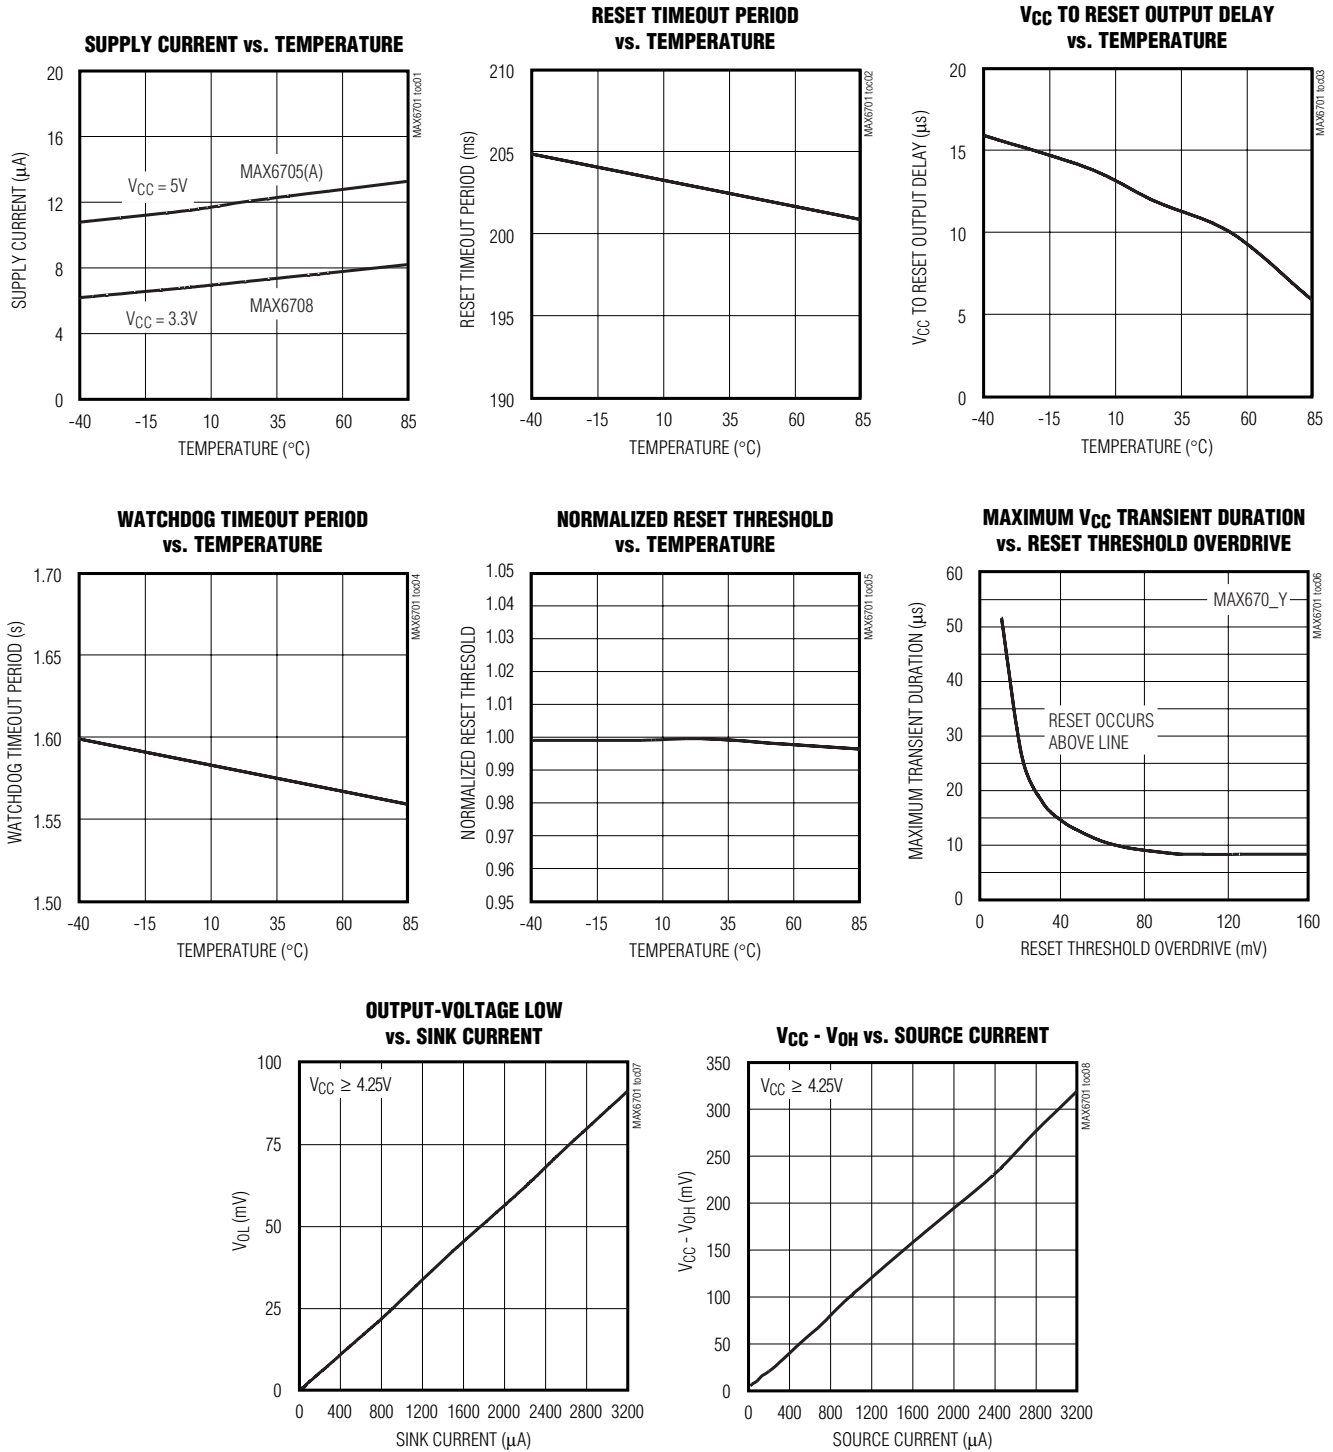 SUPPLY CURRENT vs. TEMPERATURE
20
16
12
8
4
0
SUPPLY CURRENT (μA)
MAX6705(A)
VCC = 5V
MAX6708
VCC = 3.3V
-40 -15 10 35 60 85
TEMPERATURE (°C)
MAX6701 toc01
RESET TIMEOUT PERIOD
vs. TEMPERATURE
210
205
200
195
190
RESET TIMEOUT PERIOD (ms)
-40 -15 10 35 60 85
TEMPERATURE (°C)
MAX6701 toc02
VCC TO RESET OUTPUT DELAY
vs. TEMPERATURE
20
15
10
5
0
VCC TO RESET OUTPUT DELAY (μs)
-40 -15 10 35 60 85
TEMPERATURE (°C)
MAX6701 toc03
WATCHDOG TIMEOUT PERIOD
vs. TEMPERATURE
1.70
1.65
1.60
1.55
1.50
WATCHDOG TIMEOUT PERIOD (s)
-40 -15 10 35 60 85
TEMPERATURE (°C)
MAX6701 toc04
NORMALIZED RESET THRESHOLD
vs. TEMPERATURE
1.05
1.04
1.03
1.02
1.01
1.00
0.99
0.98
0.97
0.96
0.95
NORMALIZED RESET THRESOLD
-40 -15 10 35 60 85
TEMPERATURE (°C)
MAX6701 toc05
MAXIMUM VCC TRANSIENT DURATION
vs. RESET THRESHOLD OVERDRIVE
60
50
40
30
20
10
0
MAXIMUM TRANSIENT DURATION (μs)
MAX670_Y
RESET OCCURS
ABOVE LINE
0 40 80 120 160
RESET THRESHOLD OVERDRIVE (mV)
MAX6701 toc06
OUTPUT-VOLTAGE LOW
vs. SINK CURRENT
100
75
50
25
0
VOL (mV)
VCC ≥ 4.25V
0 400 800 1200 1600 2000 2400 2800 3200
SINK CURRENT (μA)
MAX6701 toc07
VCC - VOH vs. SOURCE CURRENT
350
300
250
200
150
100
50
0
VCC - VOH (mV)
VCC ≥ 4.25V
0 400 800 1200 1600 2000 2400 2800 3200
SOURCE CURRENT (μA)
MAX6701 toc08